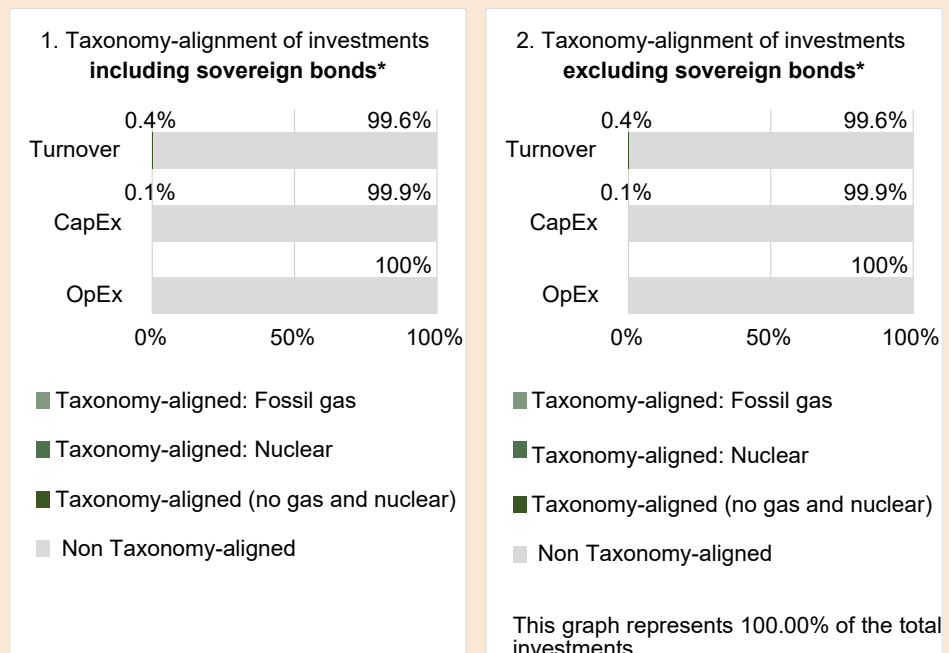 1. Taxonomy-alignment of investments
including sovereign bonds*
0.4% 99.6%
Turnover
0.1% 99.9%
CapEx
100%
OpEx
0% 50% 100%
Taxonomy-aligned: Fossil gas
Taxonomy-aligned: Nuclear
Taxonomy-aligned (no gas and nuclear)
Non Taxonomy-aligned
2. Taxonomy-alignment of investments
excluding sovereign bonds*
0.4% 99.6%
Turnover
0.1% 99.9%
CapEx
100%
OpEx
0% 50% 100%
Taxonomy-aligned: Fossil gas
Taxonomy-aligned: Nuclear
Taxonomy-aligned (no gas and nuclear)
Non Taxonomy-aligned
This graph represents 100.00% of the total
investments